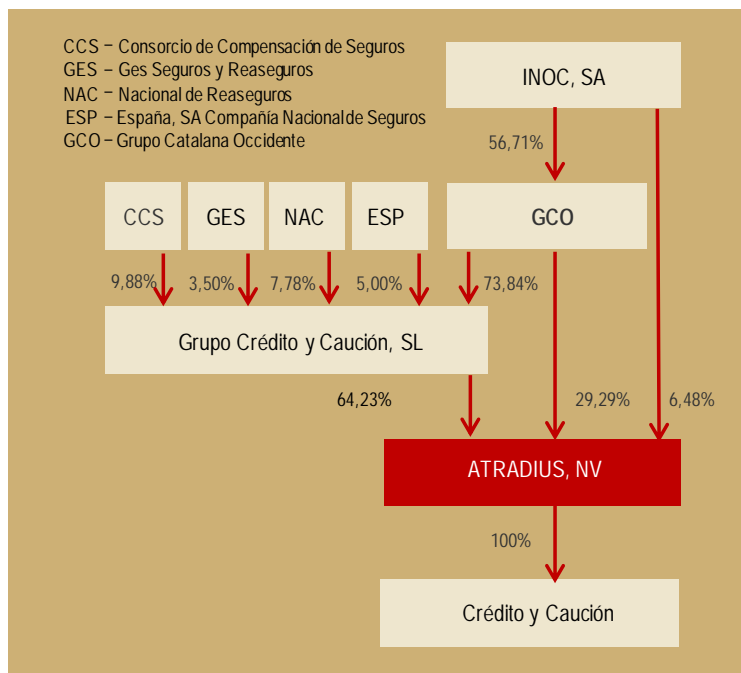 CCS – Consorcio de Compensación de Seguros
GES – Ges Seguros y Reaseguros
NAC – Nacional de Reaseguros
ESP – España, SA Compañía Nacional de Seguros
GCO – Grupo Catalana Occidente
INOC, SA
56,71%
CCS
GES
NAC
ESP
GCO
9,88%
3,50%
7,78%
5,00%
73,84%
Grupo Crédito y Caución, SL
64,23%
29,29%
6,48%
ATRADIUS, NV
100%
Crédito y Caución